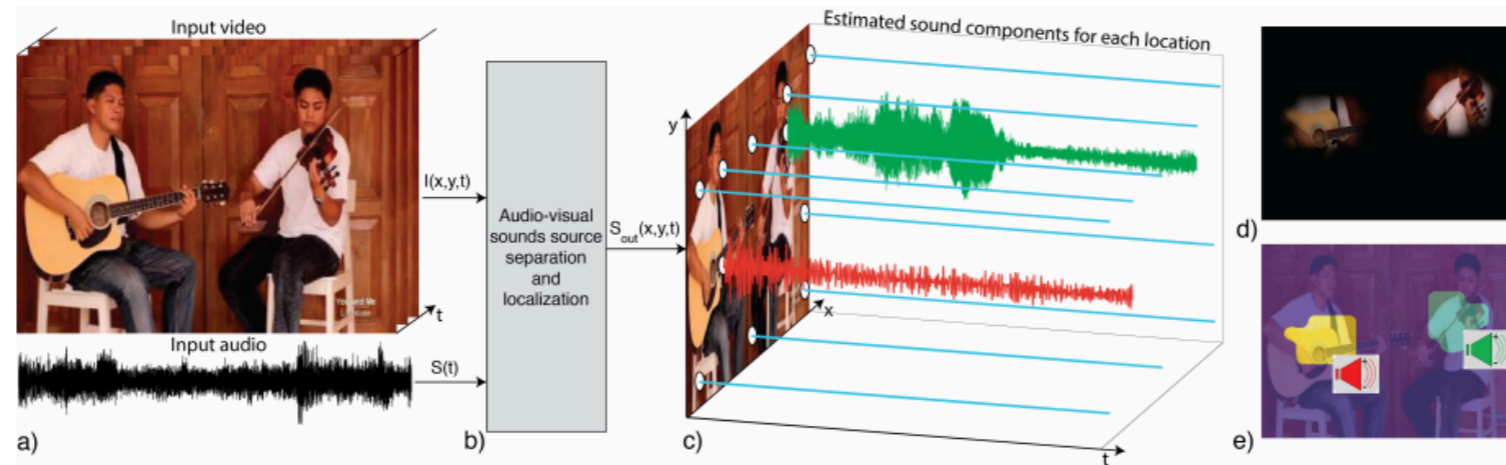 Input video
I(x,y,t)
t
Input audio
S(t)
a)
Audio-visual
sounds source
separation
and
localization
b)
S_out(x,y,t)
Estimated sound components for each location
y
x
t
c)
d)
e)